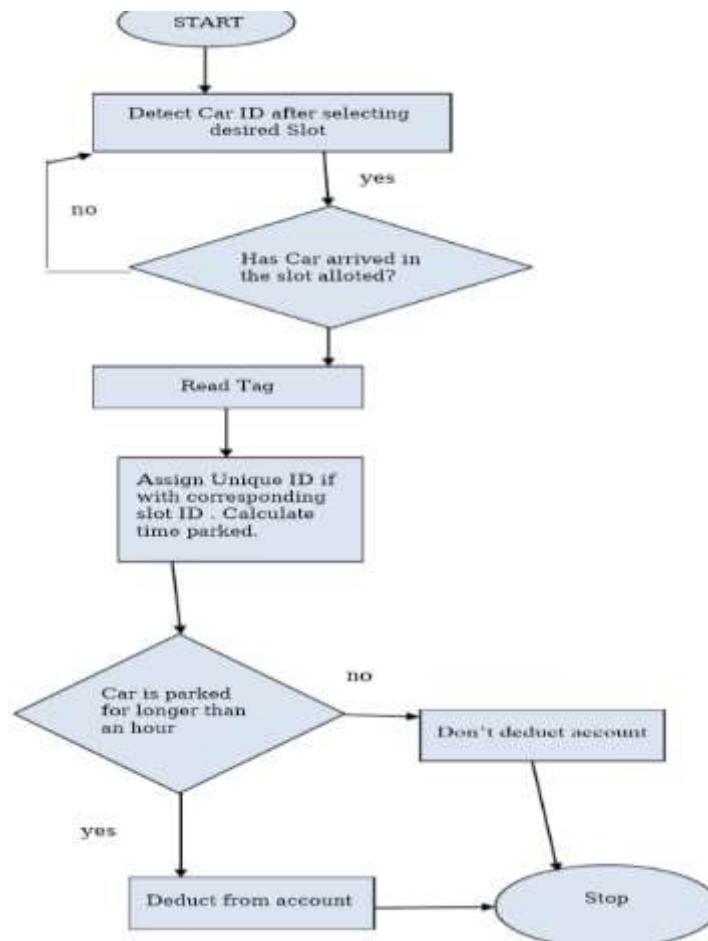 START
Detect Car ID after selecting
desired Slot
yes
no
Has Car arrived in
the slot alloted?
Read Tag
Assign Unique ID if
with corresponding
slot ID . Calculate
time parked.
Car is parked
for longer than
an hour
no
Don't deduct account
yes
Deduct from account
Stop